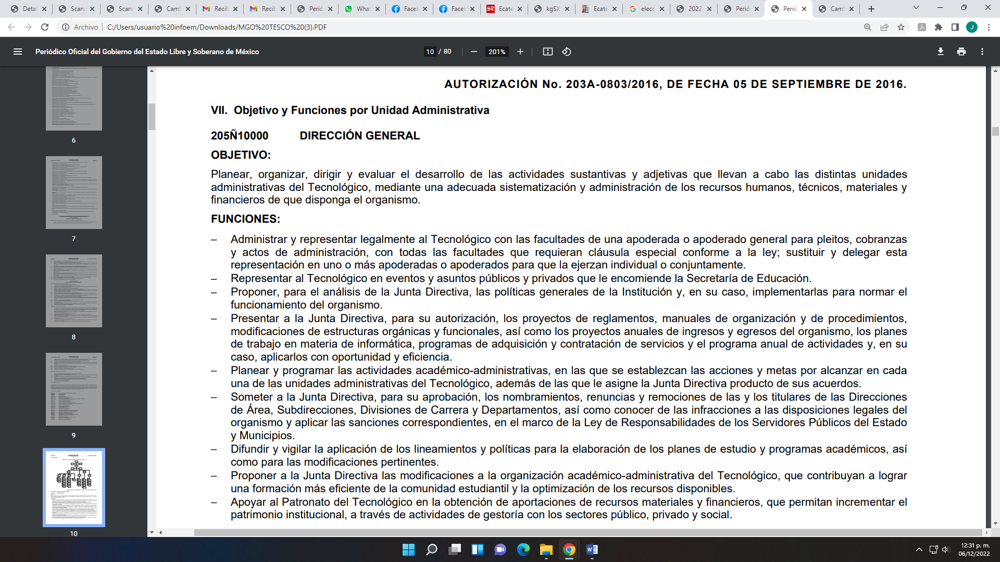 Detal
Scann
Scann
CamS
Recib
Recib
Perió
What
Facel
Facel
Ecate
kgSX
Ecate
elecc
2022
Perió
Perió
CamS
Archivo
C:/Users/usuario%20infoem/Downloads/MGO%20TESCO%20(3).PDF
J
Periódico Oficial del Gobierno del Estado Libre y Soberano de México
10 / 80
201%
6
7
8
9
10
AUTORIZACIÓN No. 203A-0803/2016, DE FECHA 05 DE SEPTIEMBRE DE 2016.
VII. Objetivo y Funciones por Unidad Administrativa
205Ñ10000 DIRECCIÓN GENERAL
OBJETIVO:
Planear, organizar, dirigir y evaluar el desarrollo de las actividades sustantivas y adjetivas que llevan a cabo las distintas unidades
administrativas del Tecnológico, mediante una adecuada sistematización y administración de los recursos humanos, técnicos, materiales y
financieros de que disponga el organismo.
FUNCIONES:
– Administrar y representar legalmente al Tecnológico con las facultades de una apoderada o apoderado general para pleitos, cobranzas
y actos de administración, con todas las facultades que requieran cláusula especial conforme a la ley; sustituir y delegar esta
representación en uno o más apoderadas o apoderados para que la ejerzan individual o conjuntamente.
– Representar al Tecnológico en eventos y asuntos públicos y privados que le encomiende la Secretaría de Educación.
– Proponer, para el análisis de la Junta Directiva, las políticas generales de la Institución y, en su caso, implementarlas para normar el
funcionamiento del organismo.
– Presentar a la Junta Directiva, para su autorización, los proyectos de reglamentos, manuales de organización y de procedimientos,
modificaciones de estructuras orgánicas y funcionales, así como los proyectos anuales de ingresos y egresos del organismo, los planes
de trabajo en materia de informática, programas de adquisición y contratación de servicios y el programa anual de actividades y, en su
caso, aplicarlos con oportunidad y eficiencia.
– Planear y programar las actividades académico-administrativas, en las que se establezcan las acciones y metas por alcanzar en cada
una de las unidades administrativas del Tecnológico, además de las que le asigne la Junta Directiva producto de sus acuerdos.
– Someter a la Junta Directiva, para su aprobación, los nombramientos, renuncias y remociones de las y los titulares de las Direcciones
de Área, Subdirecciones, Divisiones de Carrera y Departamentos, así como conocer de las infracciones a las disposiciones legales del
organismo y aplicar las sanciones correspondientes, en el marco de la Ley de Responsabilidades de los Servidores Públicos del Estado
y Municipios.
– Difundir y vigilar la aplicación de los lineamientos y políticas para la elaboración de los planes de estudio y programas académicos, así
como para las modificaciones pertinentes.
– Proponer a la Junta Directiva las modificaciones a la organización académico-administrativa del Tecnológico, que contribuyan a lograr
una formación más eficiente de la comunidad estudiantil y la optimización de los recursos disponibles.
– Apoyar al Patronato del Tecnológico en la obtención de aportaciones de recursos materiales y financieros, que permitan incrementar el
patrimonio institucional, a través de actividades de gestoría con los sectores público, privado y social.
12:31 p. m.
06/12/2022